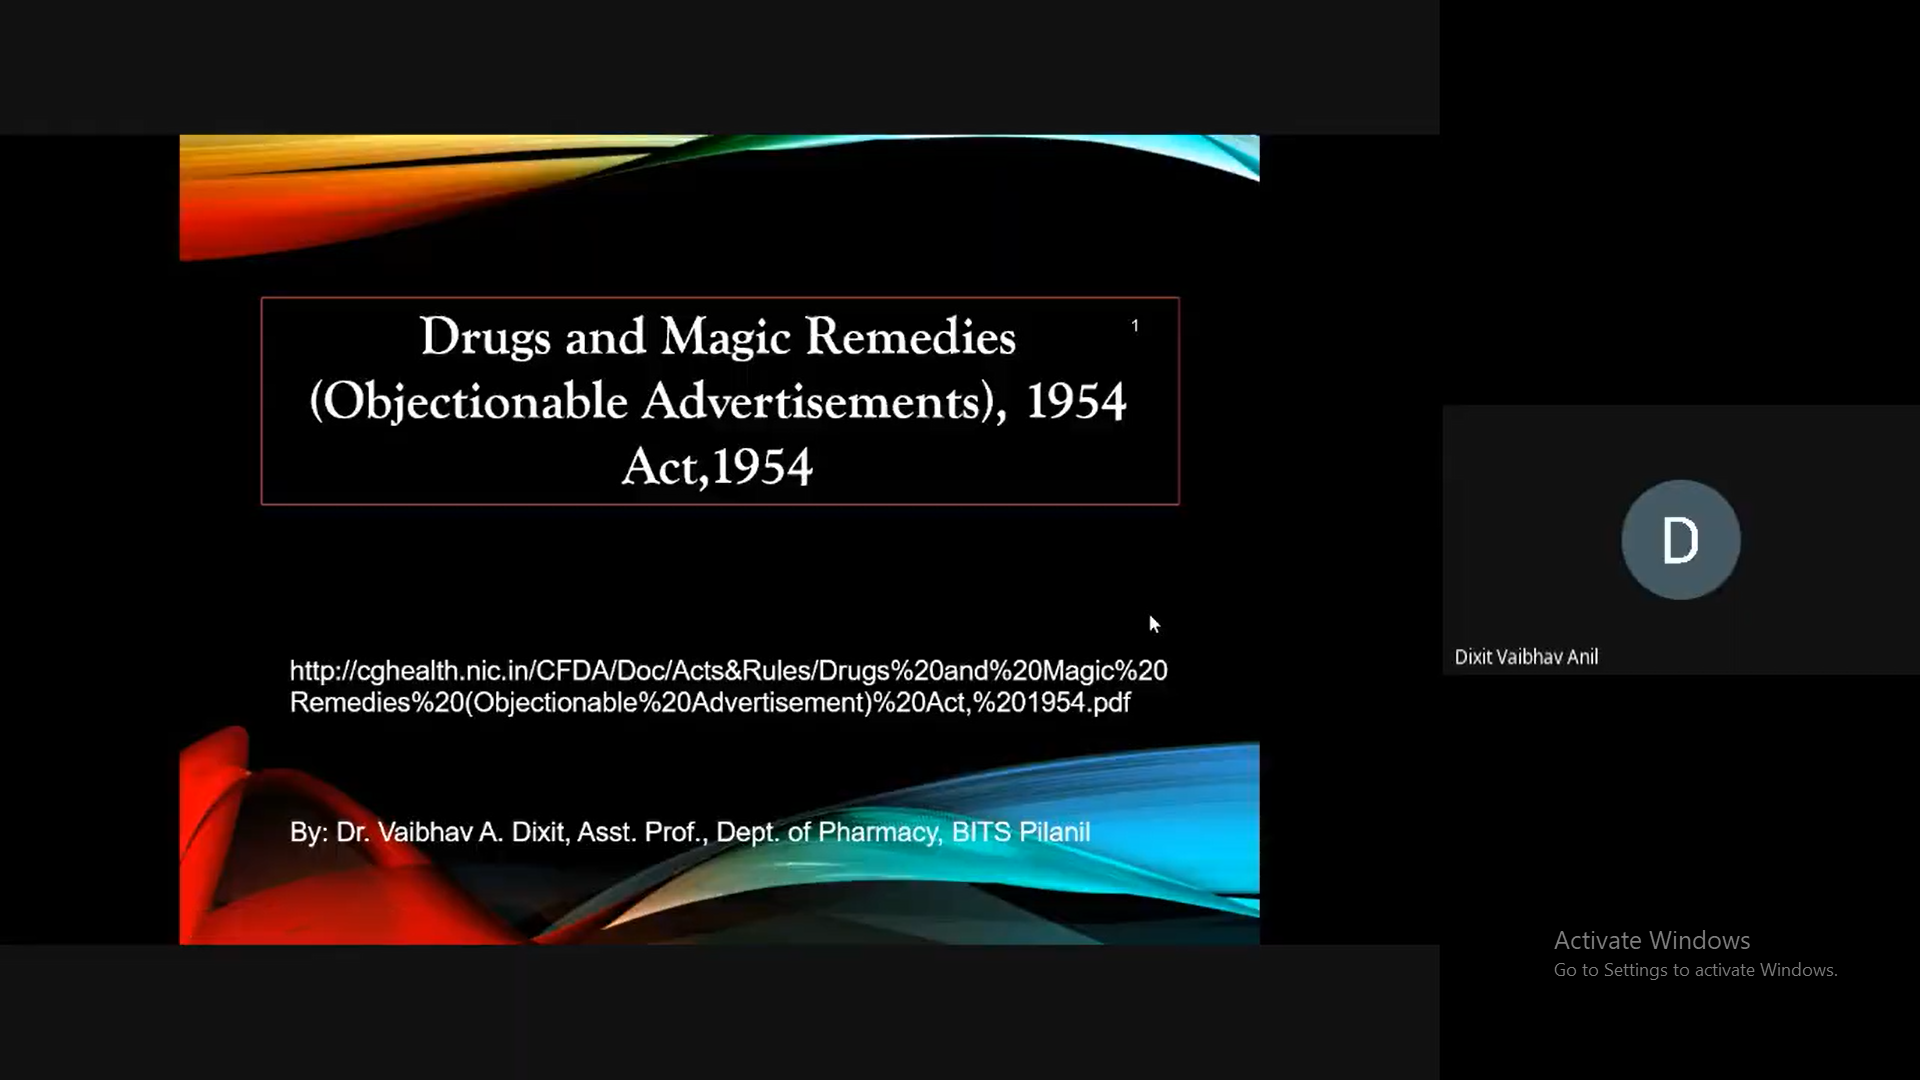 Drugs and Magic Remedies
1
(Objectionable Advertisements), 1954
Act,1954
http://cghealth.nic.in/CFDA/Doc/Acts&Rules/Drugs%20and%20Magic%20
Remedies%20(Objectionable%20Advertisement)%20Act,%201954.pdf
By: Dr. Vaibhav A. Dixit, Asst. Prof., Dept. of Pharmacy, BITS Pilanil
D
Dixit Vaibhav Anil
Activate Windows
Go to Settings to activate Windows.